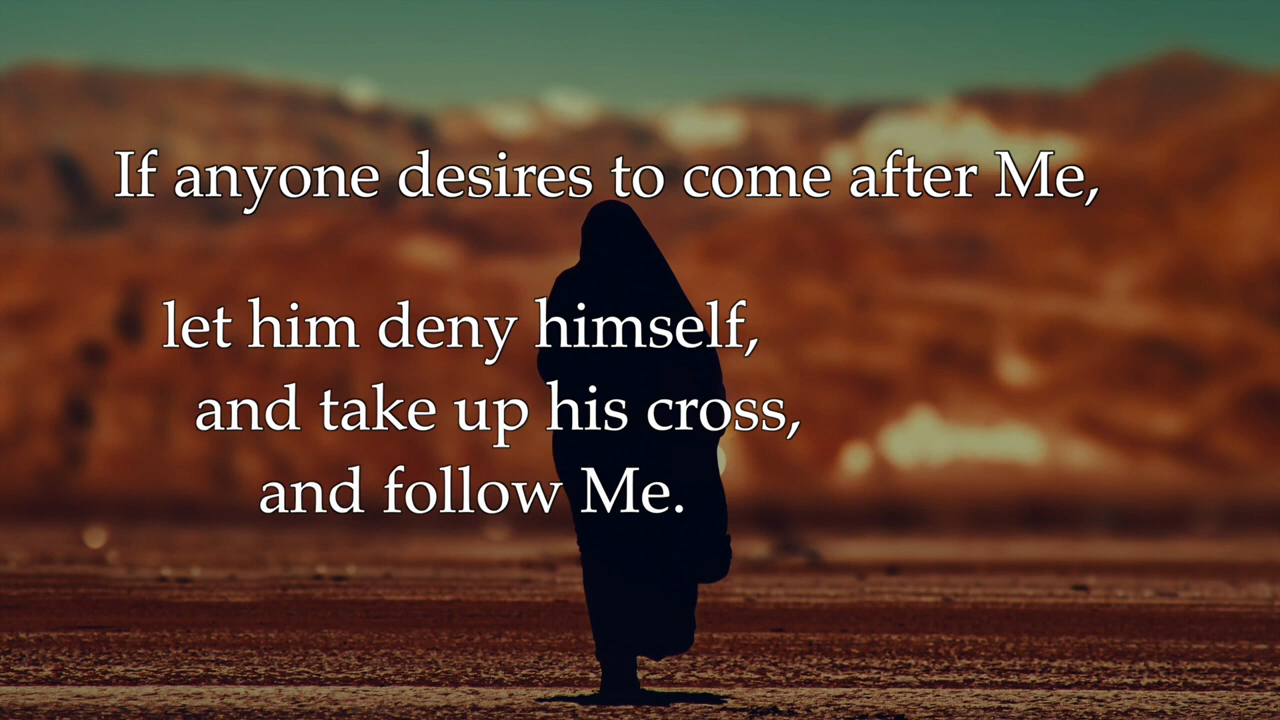 If anyone desires to come after Me,
let him deny himself,
and take up his cross,
and follow Me.